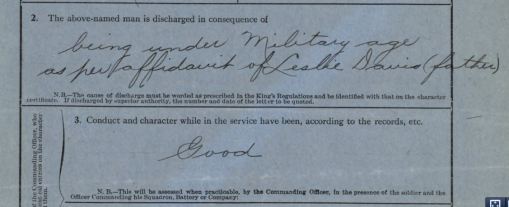 2. The above-named man is discharged in consequence of
being under Military age
as per affidavit of Leslie Davis (father)
N. B.—The cause of discharge must be worded as prescribed in the King's Regulations and be identified with that on the character
certificate. If discharged by superior authority, the number and date of the letter to be quoted.
3. Conduct and character while in the service have been, according to the records, etc.
Good
N. B.—This will be assessed when practicable, by the Commanding Officer, in the presence of the soldier and the
Officer Commanding his Squadron, Battery or Company:
the Commanding Officer, who